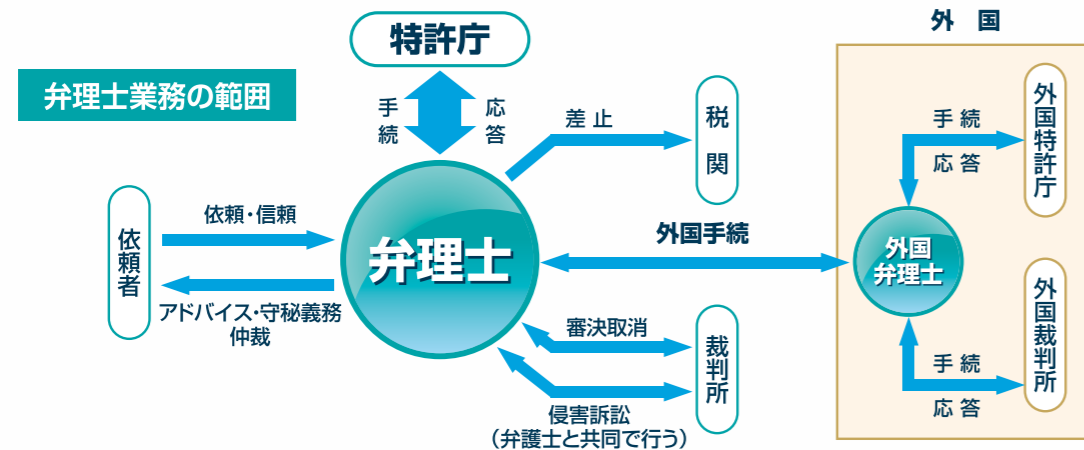 弁理士業務の範囲
特許庁
手続
応答
差止
税関
依頼者
依頼・信頼
アドバイス・守秘義務
仲裁
弁理士
外国手続
審決取消
裁判所
侵害訴訟
（弁護士と共同で行う）
外国
手続
応答
外国特許庁
外国
弁理士
手続
応答
外国裁判所